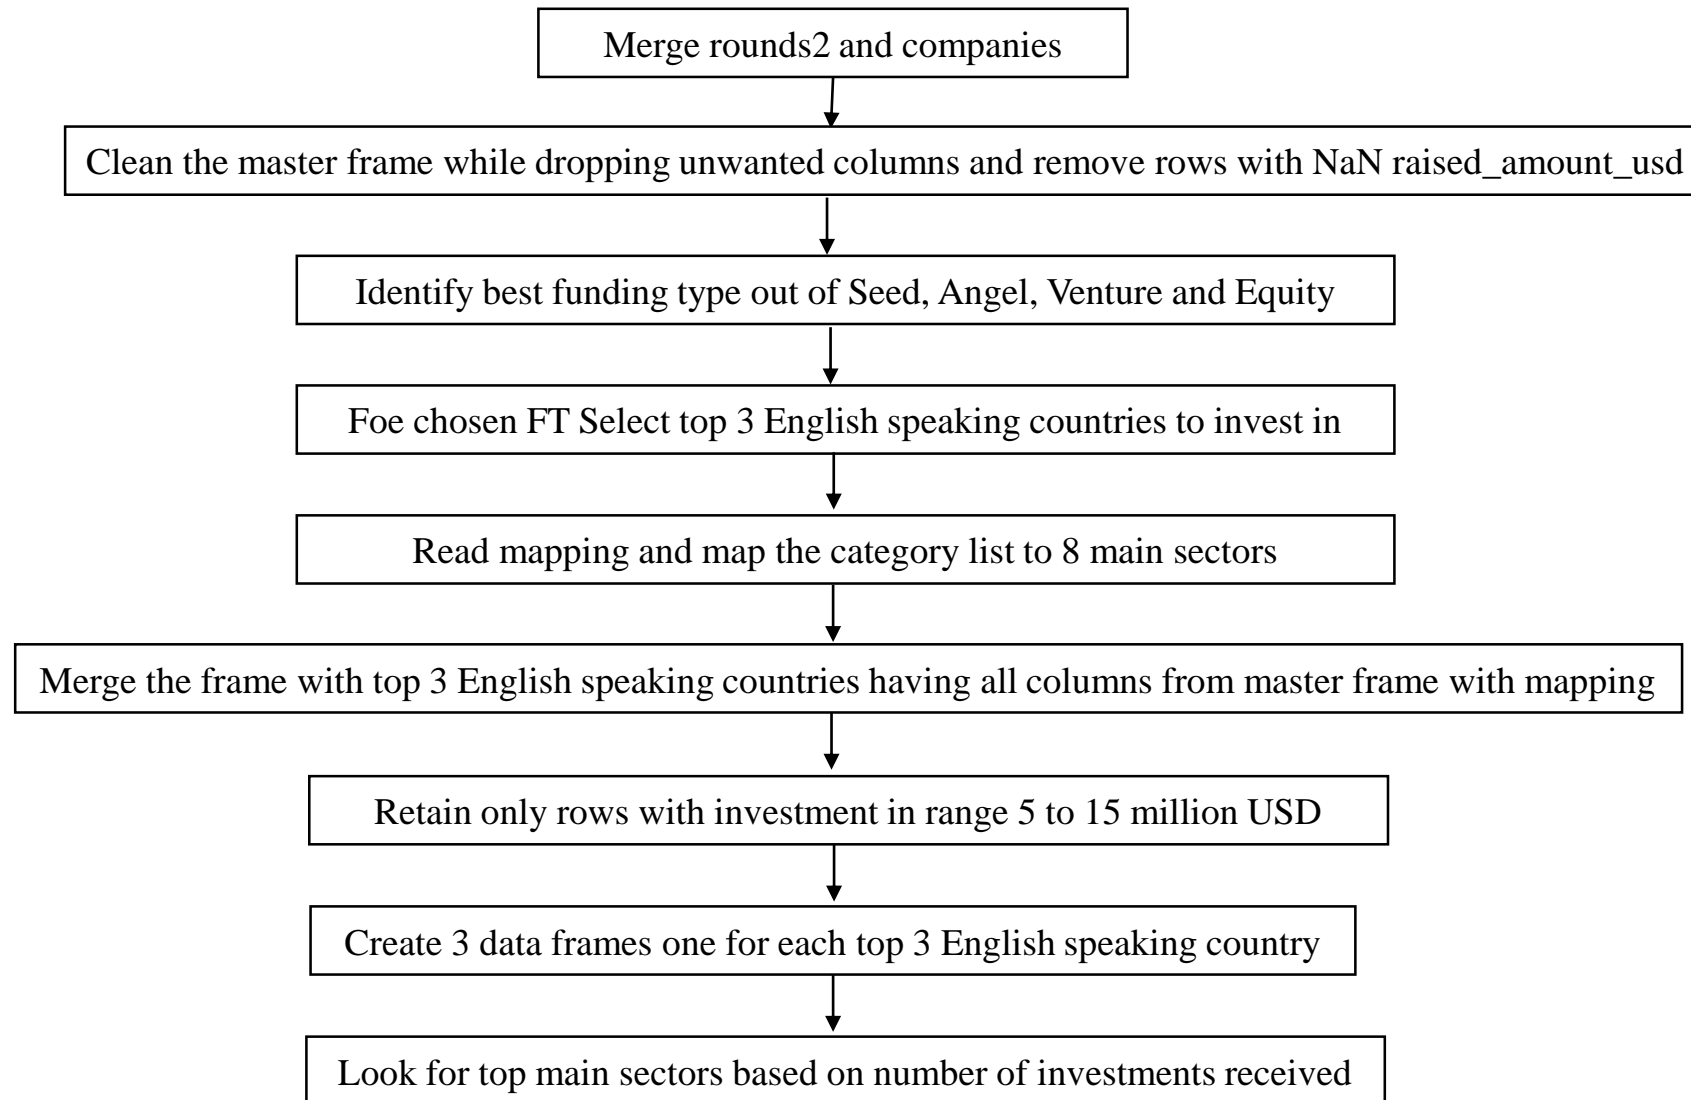 Merge rounds2 and companies
Clean the master frame while dropping unwanted columns and remove rows with NaN raised_amount_usd
Identify best funding type out of Seed, Angel, Venture and Equity
Foe chosen FT Select top 3 English speaking countries to invest in
Read mapping and map the category list to 8 main sectors
Merge the frame with top 3 English speaking countries having all columns from master frame with mapping
Retain only rows with investment in range 5 to 15 million USD
Create 3 data frames one for each top 3 English speaking country
Look for top main sectors based on number of investments received